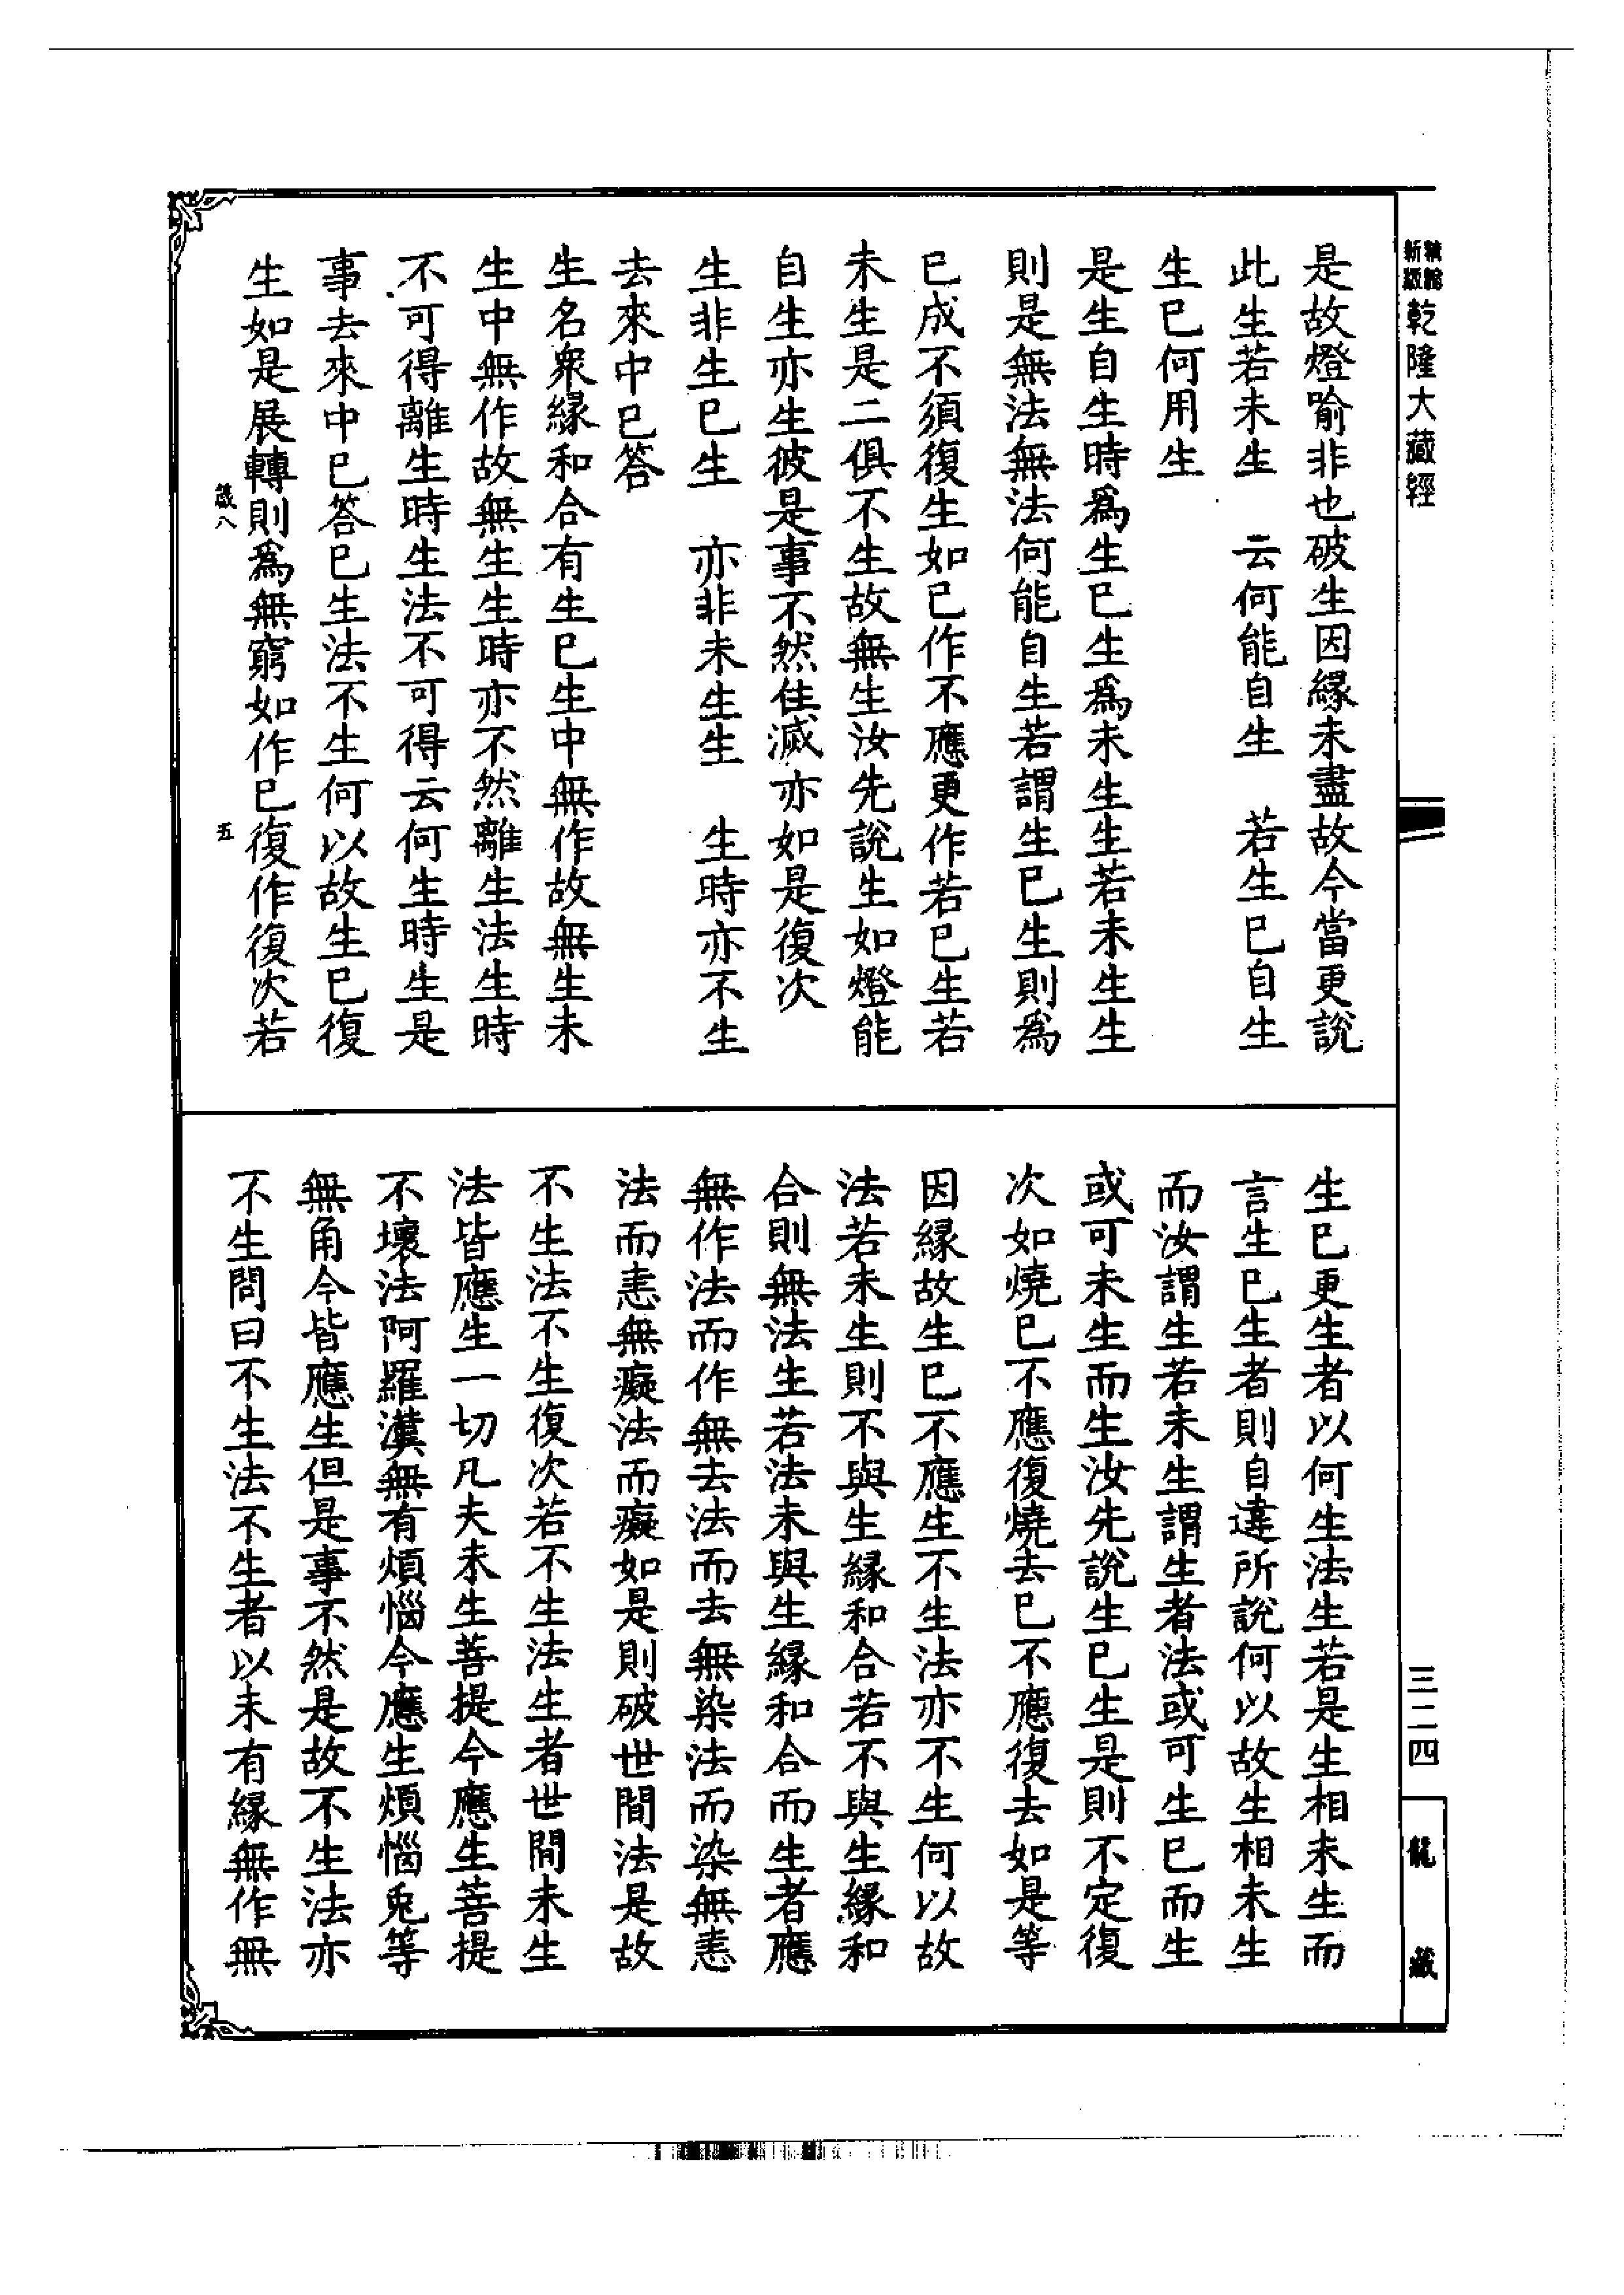 新版
精縮
乾隆大藏經
是故燈喻非也破生因緣未盡故今當更說
此生若未生　云何能自生　若生已自生
生已何用生
是生自生時爲生已生爲未生生若未生生
則是無法無法何能自生若謂生已生則爲
已成不須復生如已作不應更作若已生若
未生是二俱不生故無生汝先說生如燈能
自生亦生彼是事不然住滅亦如是復次
生非生已生　亦非未生生　生時亦不生
去來中已答
生名衆緣和合有生已生中無作故無生未
生中無作故無生生時亦不然離生法生時
不可得離生時生法不可得云何生時生是
事去來中已答已生法不生何以故生已復
生如是展轉則爲無窮如作已復作復次若
五
生已更生者以何生法生若是生相未生而
言生已生者則自違所說何以故生相未生
而汝謂生若未生謂生者法或可生已而生
或可未生而生汝先說生已生是則不定復
次如燒已不應復燒去已不應復去如是等
因緣故生已不應生不生法亦不生何以故
法若未生則不與生緣和合若不與生緣和
合則無法生若法未與生緣和合而生者應
無作法而作無去法而去無染法而染無恚
法而恚無癡法而癡如是則破世間法是故
不生法不生復次若不生法生者世間未生
法皆應生一切凡夫未生菩提今應生菩提
不壞法阿羅漢無有煩惱今應生煩惱兎等
無角今皆應生但是事不然是故不生法亦
不生問曰不生法不生者以未有緣無作無
三二四
龍藏